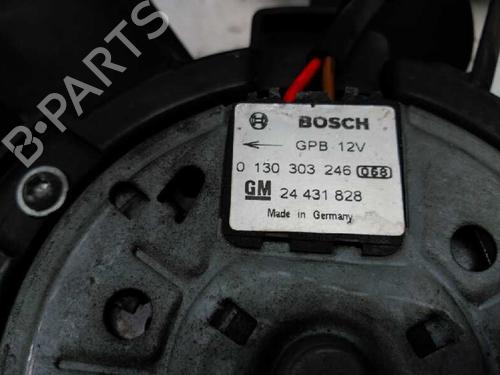 BOSCH
GPB 12V
0 130 303 246 068
GM 24 431 828
Made in Germany
B-PARTS